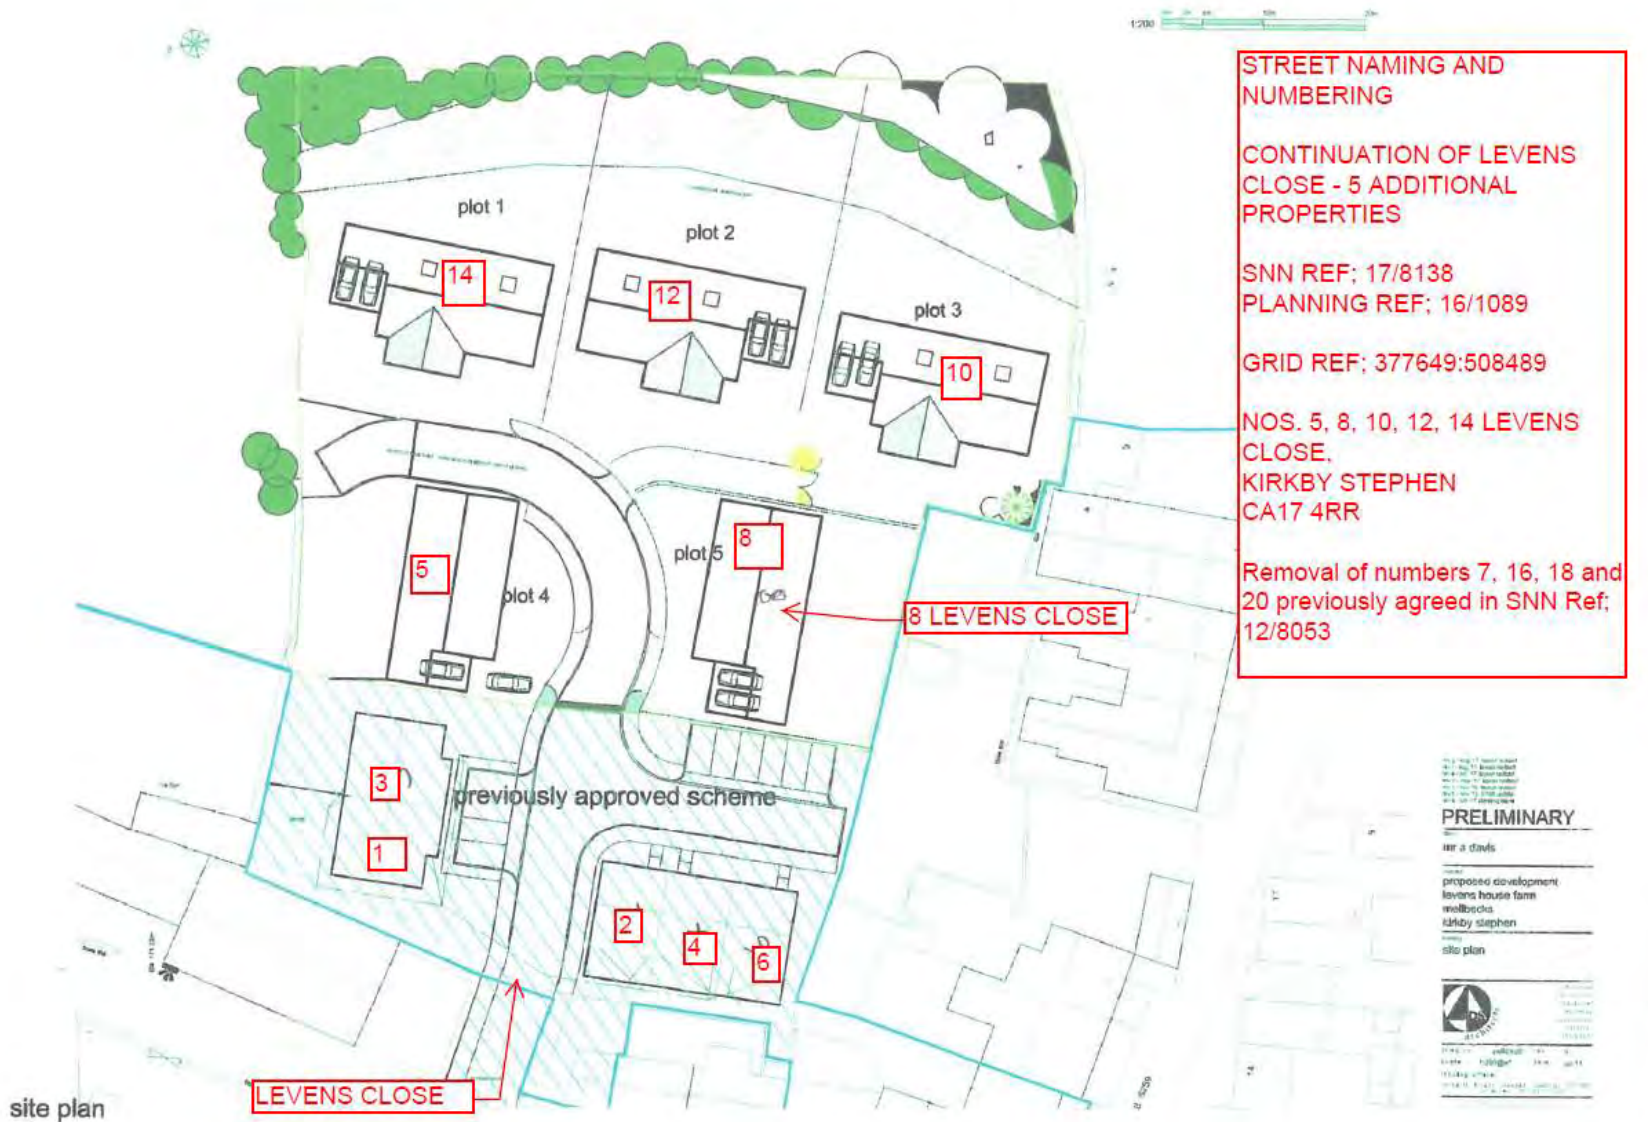 1:200
STREET NAMING AND
NUMBERING
CONTINUATION OF LEVENS
CLOSE - 5 ADDITIONAL
PROPERTIES
SNN REF; 17/8138
PLANNING REF; 16/1089
GRID REF; 377649:508489
NOS. 5, 8, 10, 12, 14 LEVENS
CLOSE,
KIRKBY STEPHEN
CA17 4RR
Removal of numbers 7, 16, 18 and
20 previously agreed in SNN Ref;
12/8053
plot 1
14
plot 2
12
plot 3
10
5
plot 4
plot 5
8
8 LEVENS CLOSE
3
previously approved scheme
1
2
4
6
LEVENS CLOSE
site plan
PRELIMINARY
mr a davis
proposed development
levens house farm
mellbecks
kirkby stephen
site plan
architects